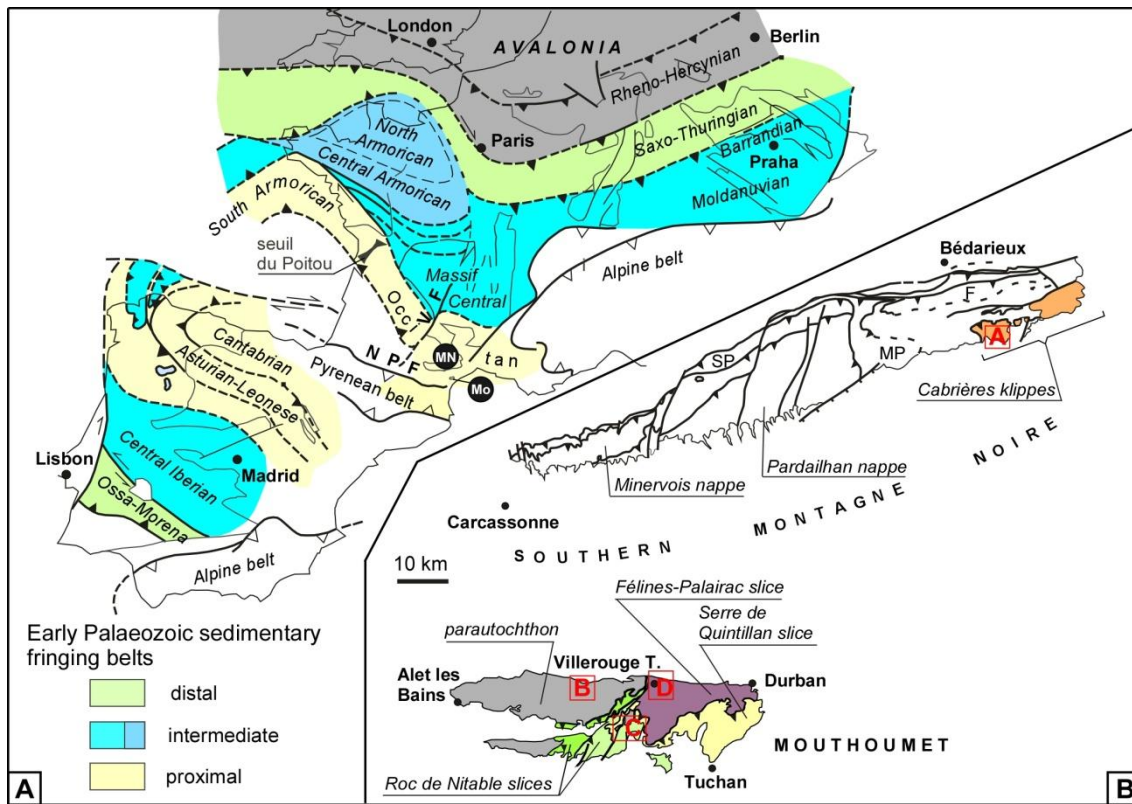 London
AVALONIA
Berlin
Rheno-Hercynian
North
Armorican
Central Armorican
Paris
Saxo-Thuringian
Barrandian
Praha
Moldanuvian
South Armorican
seuil
du Poitou
Massif
Central
Alpine belt
Occ
V F
tan
MN
Mo
N P F
Pyrenean belt
Cantabrian
Asturian-Leonese
Central Iberian
Madrid
Lisbon
Ossa-Morena
Alpine belt
Early Palaeozoic sedimentary
fringing belts
distal
intermediate
proximal
A
Bédarieux
F
A
SP
MP
Cabrières klippes
Pardailhan nappe
Minervois nappe
Carcassonne
SOUTHERN MONTAGNE NOIRE
10 km
Félines-Palairac slice
Serre de
Quintillan slice
parautochthon
Villerouge T.
Alet les
Bains
B
D
Durban
C
MOUTHOUMET
Tuchan
Roc de Nitable slices
B